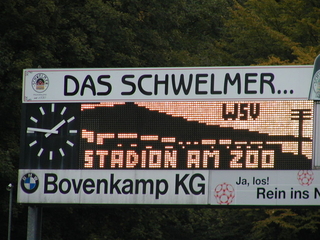 DAS SCHWELMER...
WSV
STADION AM ZOO
Bovenkamp KG
Ja, los!
Rein ins N